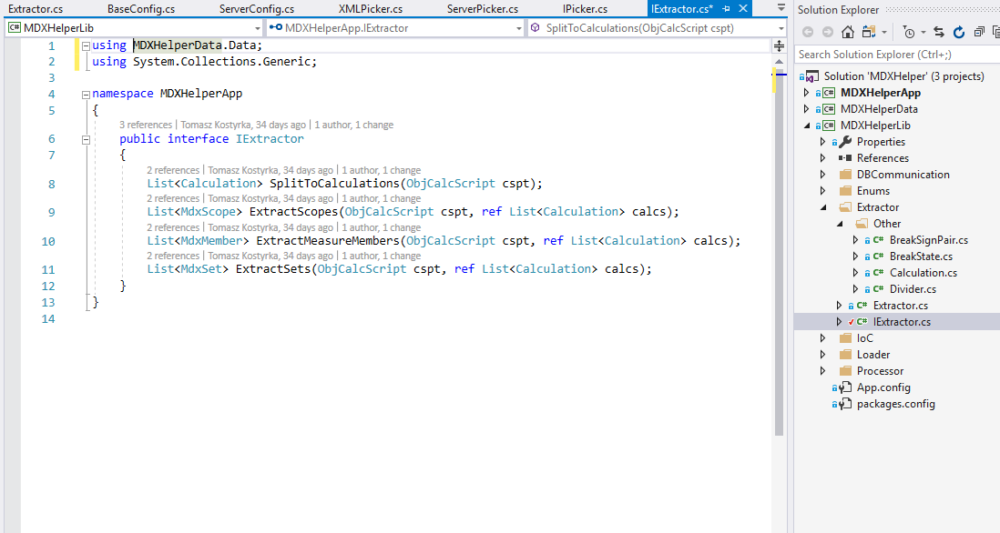 Extractor.cs BaseConfig.cs ServerConfig.cs XMLPicker.cs ServerPicker.cs IPicker.cs IExtractor.cs*
MDXHelperLib MDXHelperApp.IExtractor SplitToCalculations(ObjCalcScript cspt)
1 using MDXHelperData.Data;
2 using System.Collections.Generic;
3
4 namespace MDXHelperApp
5 {
3 references | Tomasz Kostyrka, 34 days ago | 1 author, 1 change
6 public interface IExtractor
7 {
2 references | Tomasz Kostyrka, 34 days ago | 1 author, 1 change
8 List<Calculation> SplitToCalculations(ObjCalcScript cspt);
2 references | Tomasz Kostyrka, 34 days ago | 1 author, 1 change
9 List<MdxScope> ExtractScopes(ObjCalcScript cspt, ref List<Calculation> calcs);
2 references | Tomasz Kostyrka, 34 days ago | 1 author, 1 change
10 List<MdxMember> ExtractMeasureMembers(ObjCalcScript cspt, ref List<Calculation> calcs);
2 references | Tomasz Kostyrka, 34 days ago | 1 author, 1 change
11 List<MdxSet> ExtractSets(ObjCalcScript cspt, ref List<Calculation> calcs);
12 }
13 }
14
Solution Explorer
Search Solution Explorer (Ctrl+;)
Solution 'MDXHelper' (3 projects)
C# MDXHelperApp
C# MDXHelperData
C# MDXHelperLib
Properties
References
DBCommunication
Enums
Extractor
Other
C# BreakSignPair.cs
C# BreakState.cs
C# Calculation.cs
C# Divider.cs
C# Extractor.cs
C# IExtractor.cs
IoC
Loader
Processor
App.config
packages.config